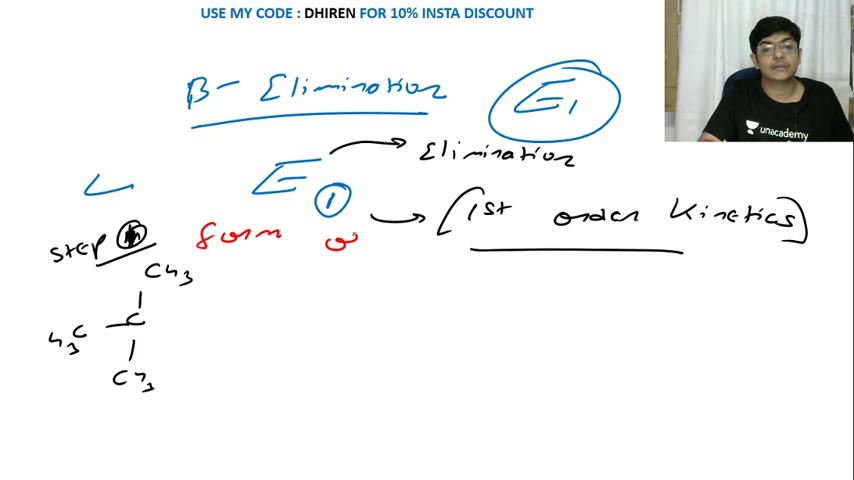 USE MY CODE : DHIREN FOR 10% INSTA DISCOUNT
unacademy
β- Elimination E1
Elimination
E 1
1st order Kinetics
STEP
form o
CH3
H3C C
CH3